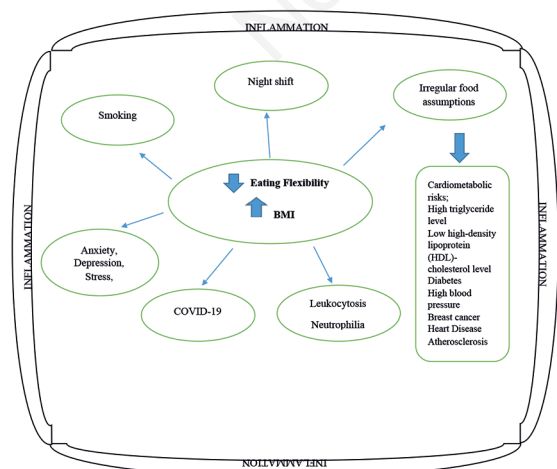 INFLAMMATION
Night shift
Irregular food
assumptions
Smoking
Eating Flexibility
BMI
Cardiometabolic
risks;
High triglyceride
level
Low high-density
lipoprotein
(HDL)-
cholesterol level
Diabetes
High blood
pressure
Breast cancer
Heart Disease
Atherosclerosis
INFLAMMATION
INFLAMMATION
Anxiety,
Depression,
Stress,
COVID-19
Leukocytosis
Neutrophilia
INFLAMMATION